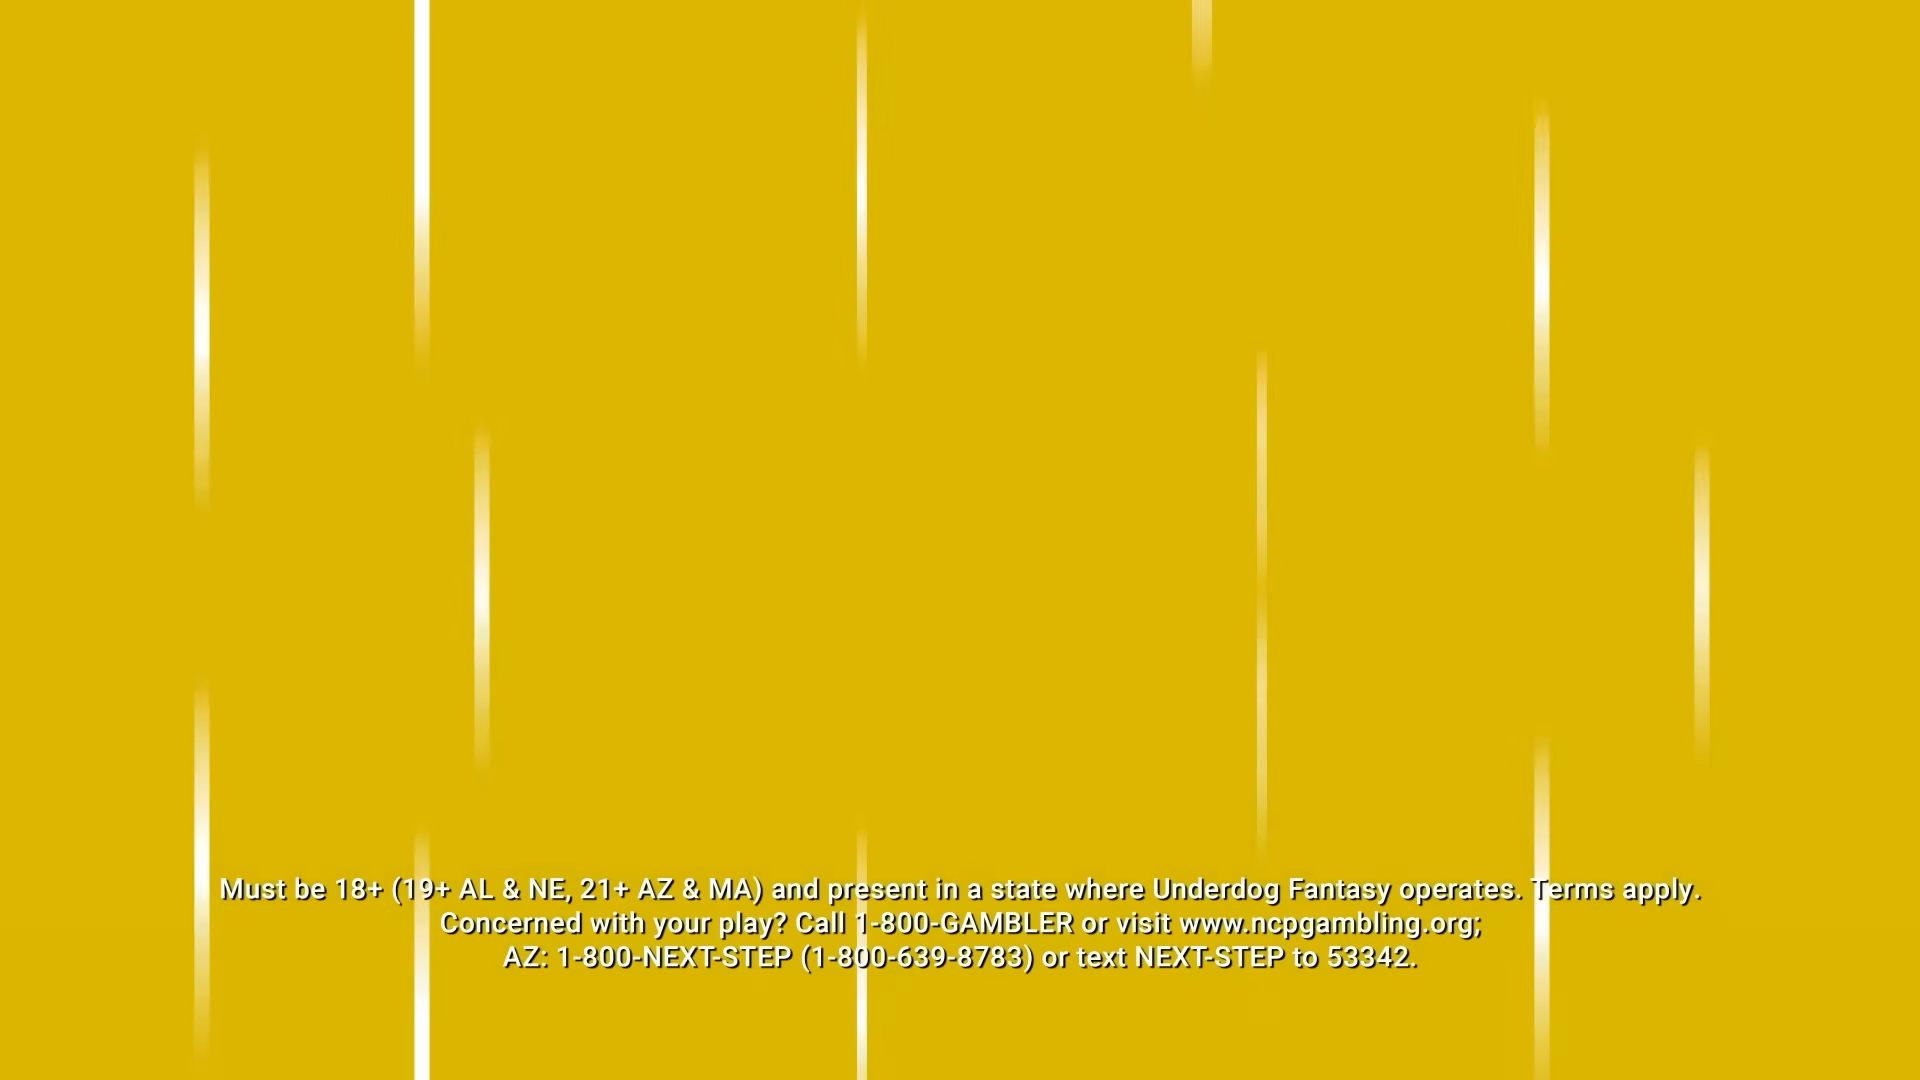 Must be 18+ (19+ AL & NE, 21+ AZ & MA) and present in a state where Underdog Fantasy operates. Terms apply.
Concerned with your play? Call 1-800-GAMBLER or visit www.ncpgambling.org;
AZ: 1-800-NEXT-STEP (1-800-639-8783) or text NEXT-STEP to 53342.